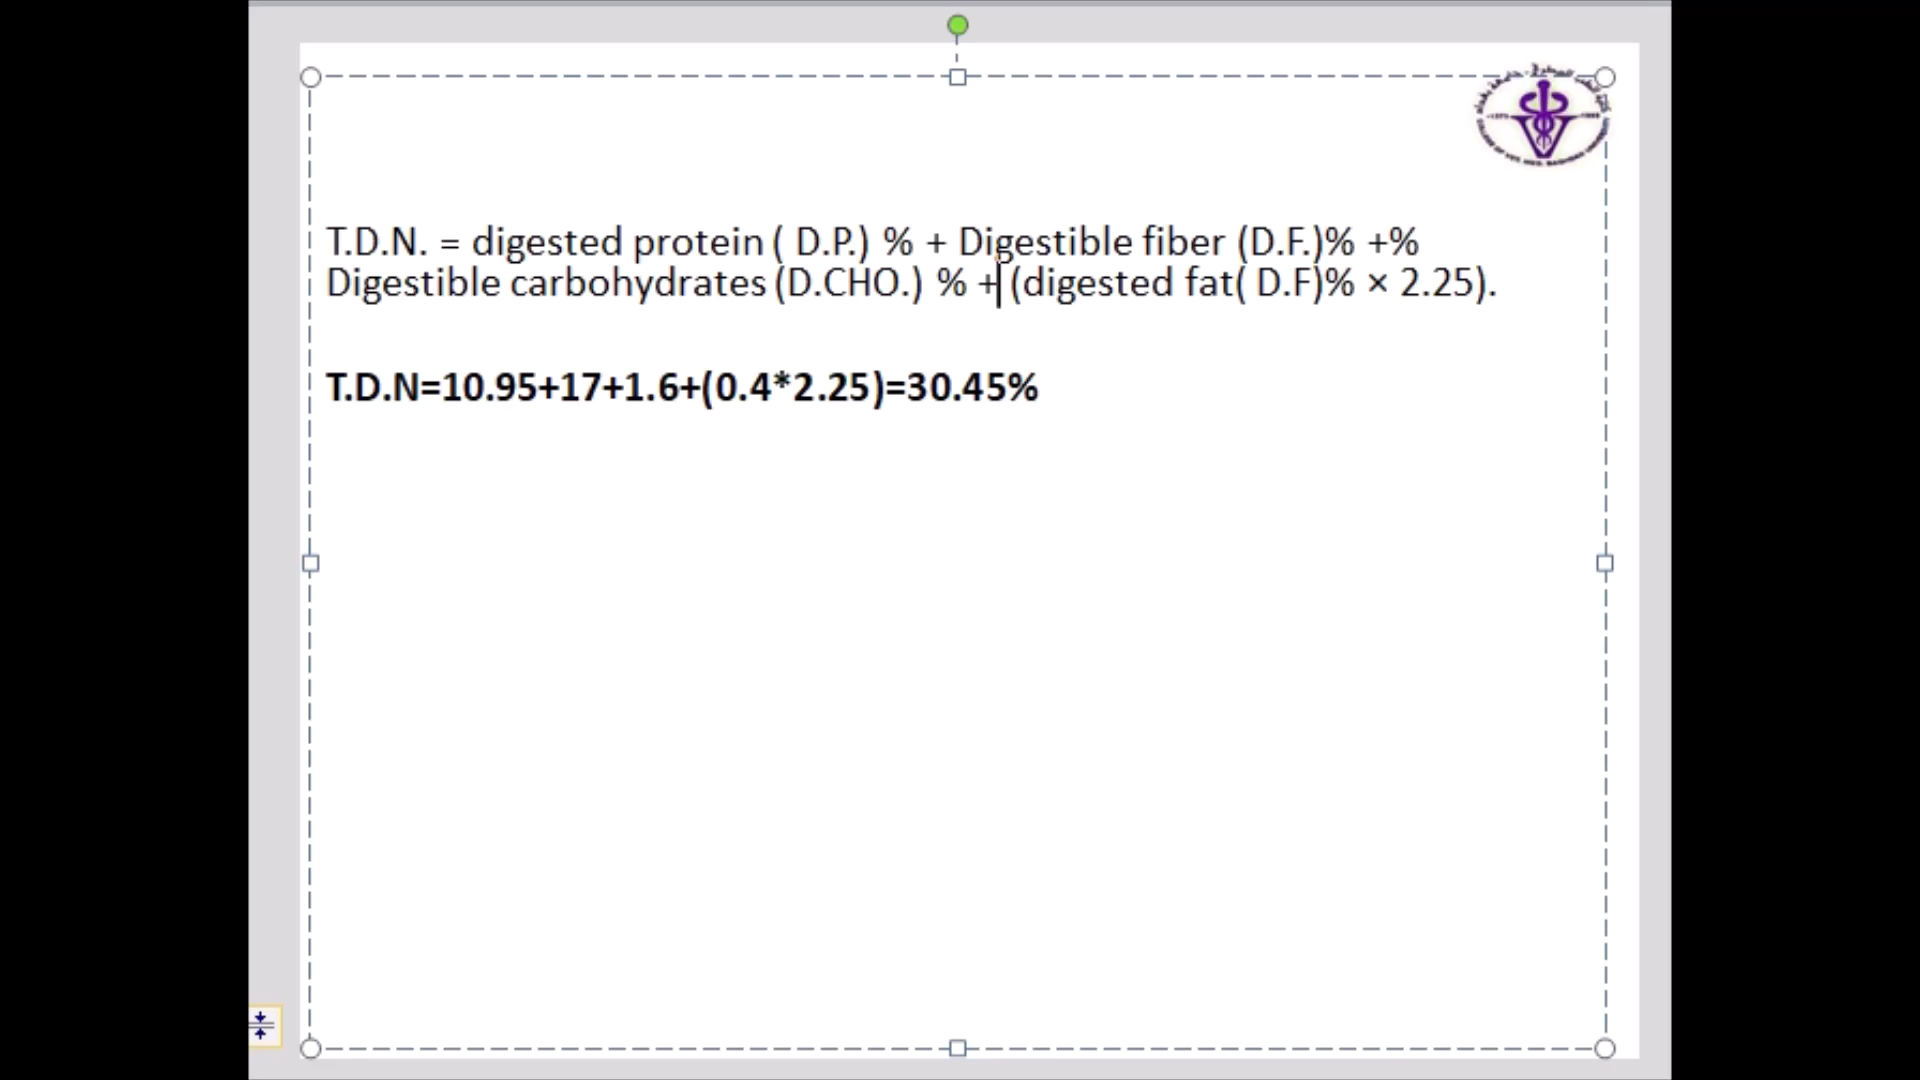 T.D.N. = digested protein ( D.P.) % + Digestible fiber (D.F.)% +%
Digestible carbohydrates (D.CHO.) % + (digested fat( D.F)% × 2.25).
T.D.N=10.95+17+1.6+(0.4*2.25)=30.45%